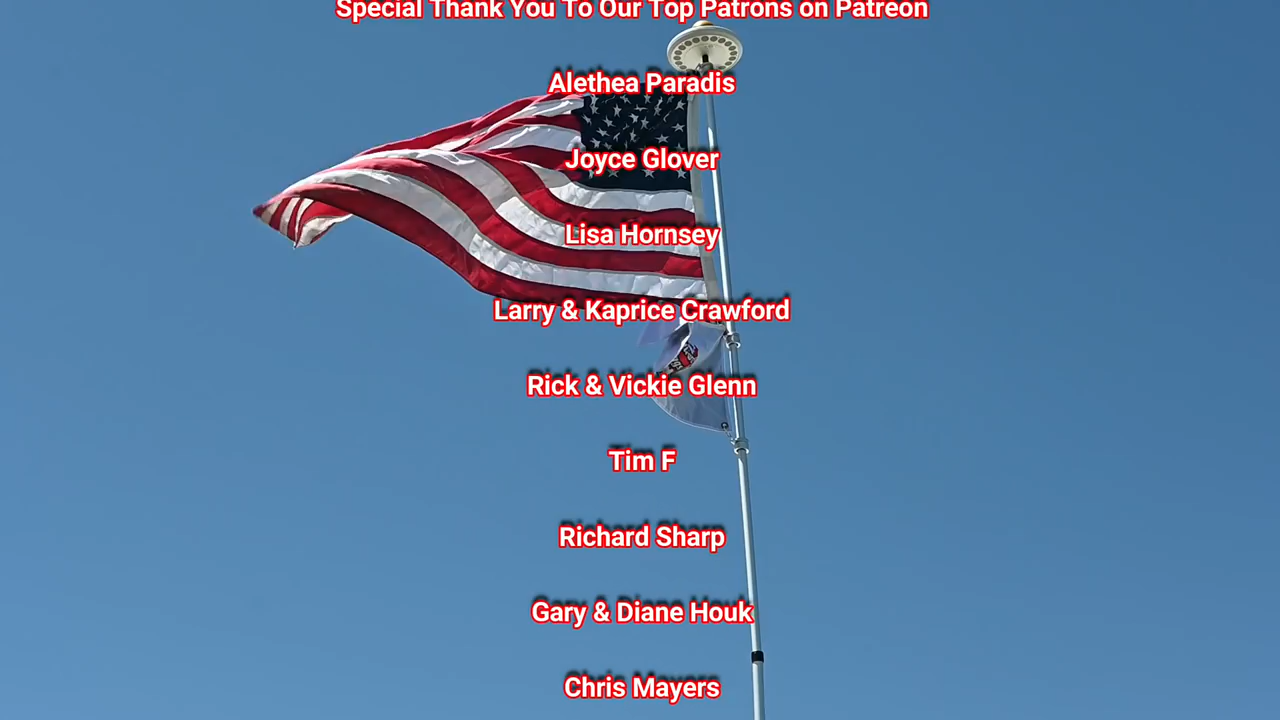 Special Thank You To Our Top Patrons on Patreon
Alethea Paradis
Joyce Glover
Lisa Hornsey
Larry & Kaprice Crawford
Rick & Vickie Glenn
Tim F
Richard Sharp
Gary & Diane Houk
Chris Mayers